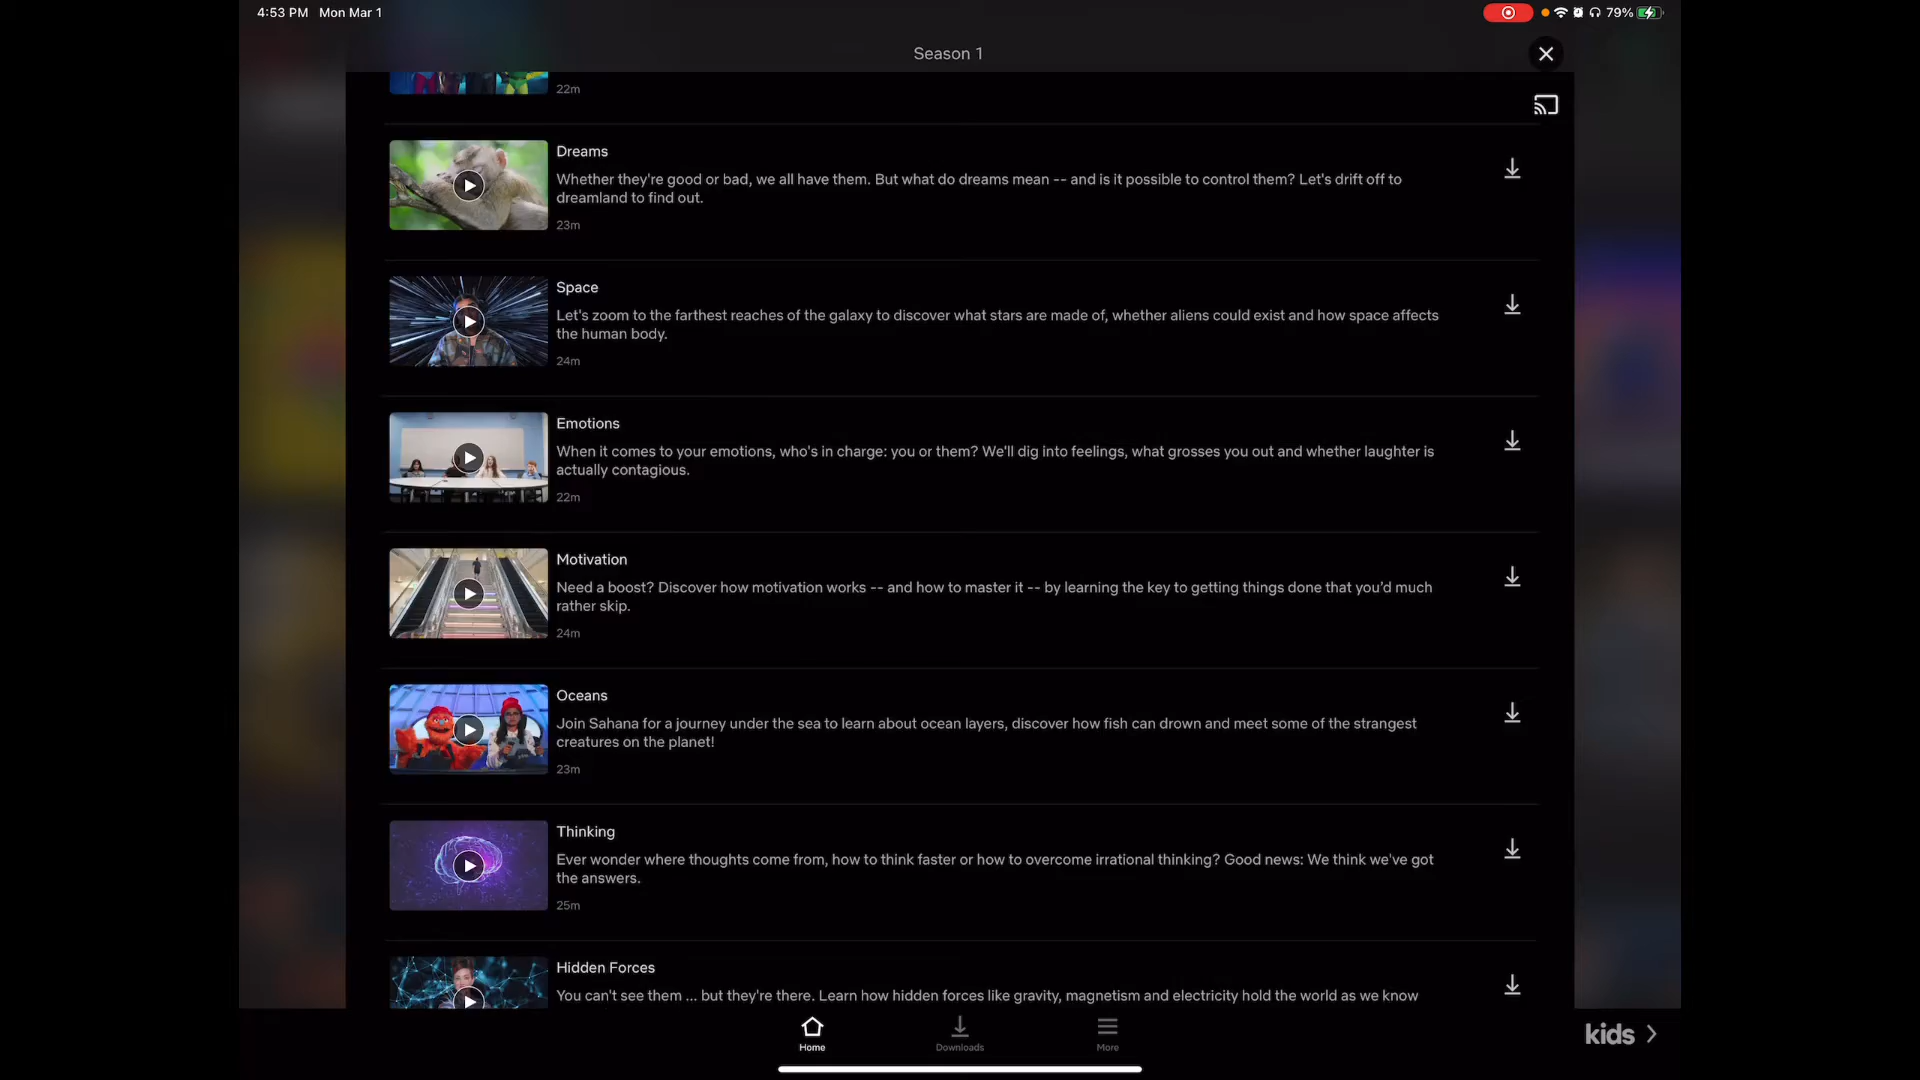 4:53 PM Mon Mar 1
79%
Season 1
22m
Dreams
Whether they're good or bad, we all have them. But what do dreams mean -- and is it possible to control them? Let's drift off to
dreamland to find out.
23m
Space
Let's zoom to the farthest reaches of the galaxy to discover what stars are made of, whether aliens could exist and how space affects
the human body.
24m
Emotions
When it comes to your emotions, who's in charge: you or them? We'll dig into feelings, what grosses you out and whether laughter is
actually contagious.
22m
Motivation
Need a boost? Discover how motivation works -- and how to master it -- by learning the key to getting things done that you'd much
rather skip.
24m
Oceans
Join Sahana for a journey under the sea to learn about ocean layers, discover how fish can drown and meet some of the strangest
creatures on the planet!
23m
Thinking
Ever wonder where thoughts come from, how to think faster or how to overcome irrational thinking? Good news: We think we've got
the answers.
25m
Hidden Forces
You can't see them ... but they're there. Learn how hidden forces like gravity, magnetism and electricity hold the world as we know
Home
Downloads
More
kids